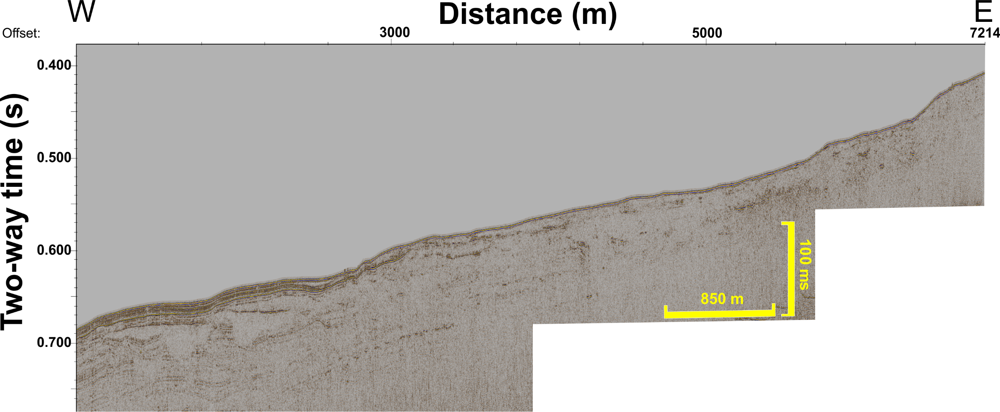 W
Distance (m)
E
Offset:
3000
5000
7214
Two-way time (s)
0.400
0.500
0.600
0.700
100 ms
850 m